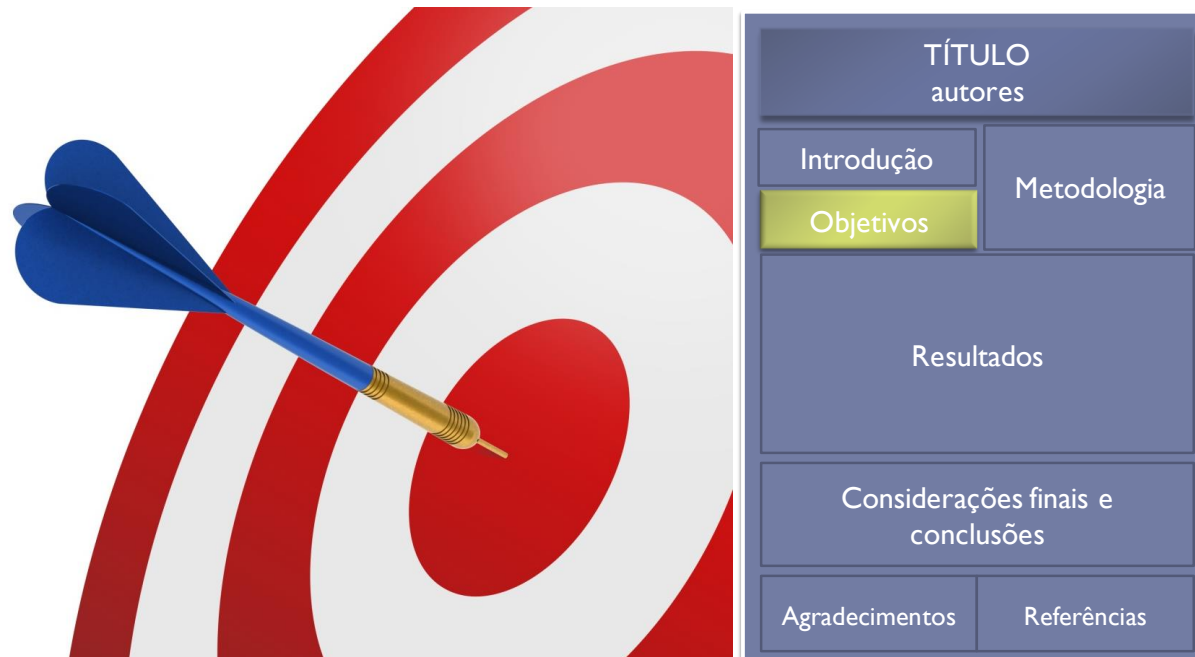 TÍTULO
autores
Introdução
Objetivos
Metodologia
Resultados
Considerações finais e
conclusões
Agradecimentos
Referências